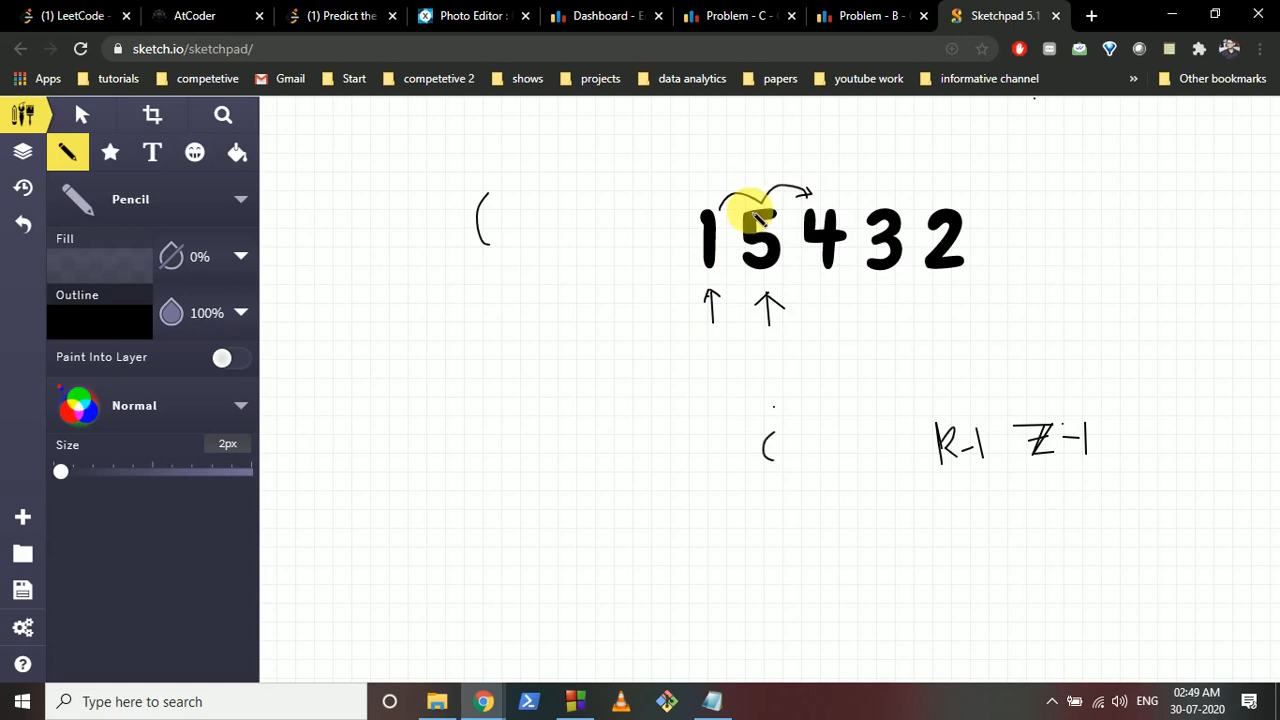 (1) LeetCode -
AtCoder
(1) Predict the
Photo Editor :
Dashboard - E
Problem - C -
Problem - B -
Sketchpad 5.1
sketch.io/sketchpad/
Apps
tutorials
competetive
Gmail
Start
competetive 2
shows
projects
data analytics
papers
youtube work
informative channel
»
Other bookmarks
Pencil
Fill
0%
Outline
100%
Paint Into Layer
Normal
Size
2px
( 1 5 4 3 2
( K-1 Z-1
Type here to search
ENG
02:49 AM
30-07-2020